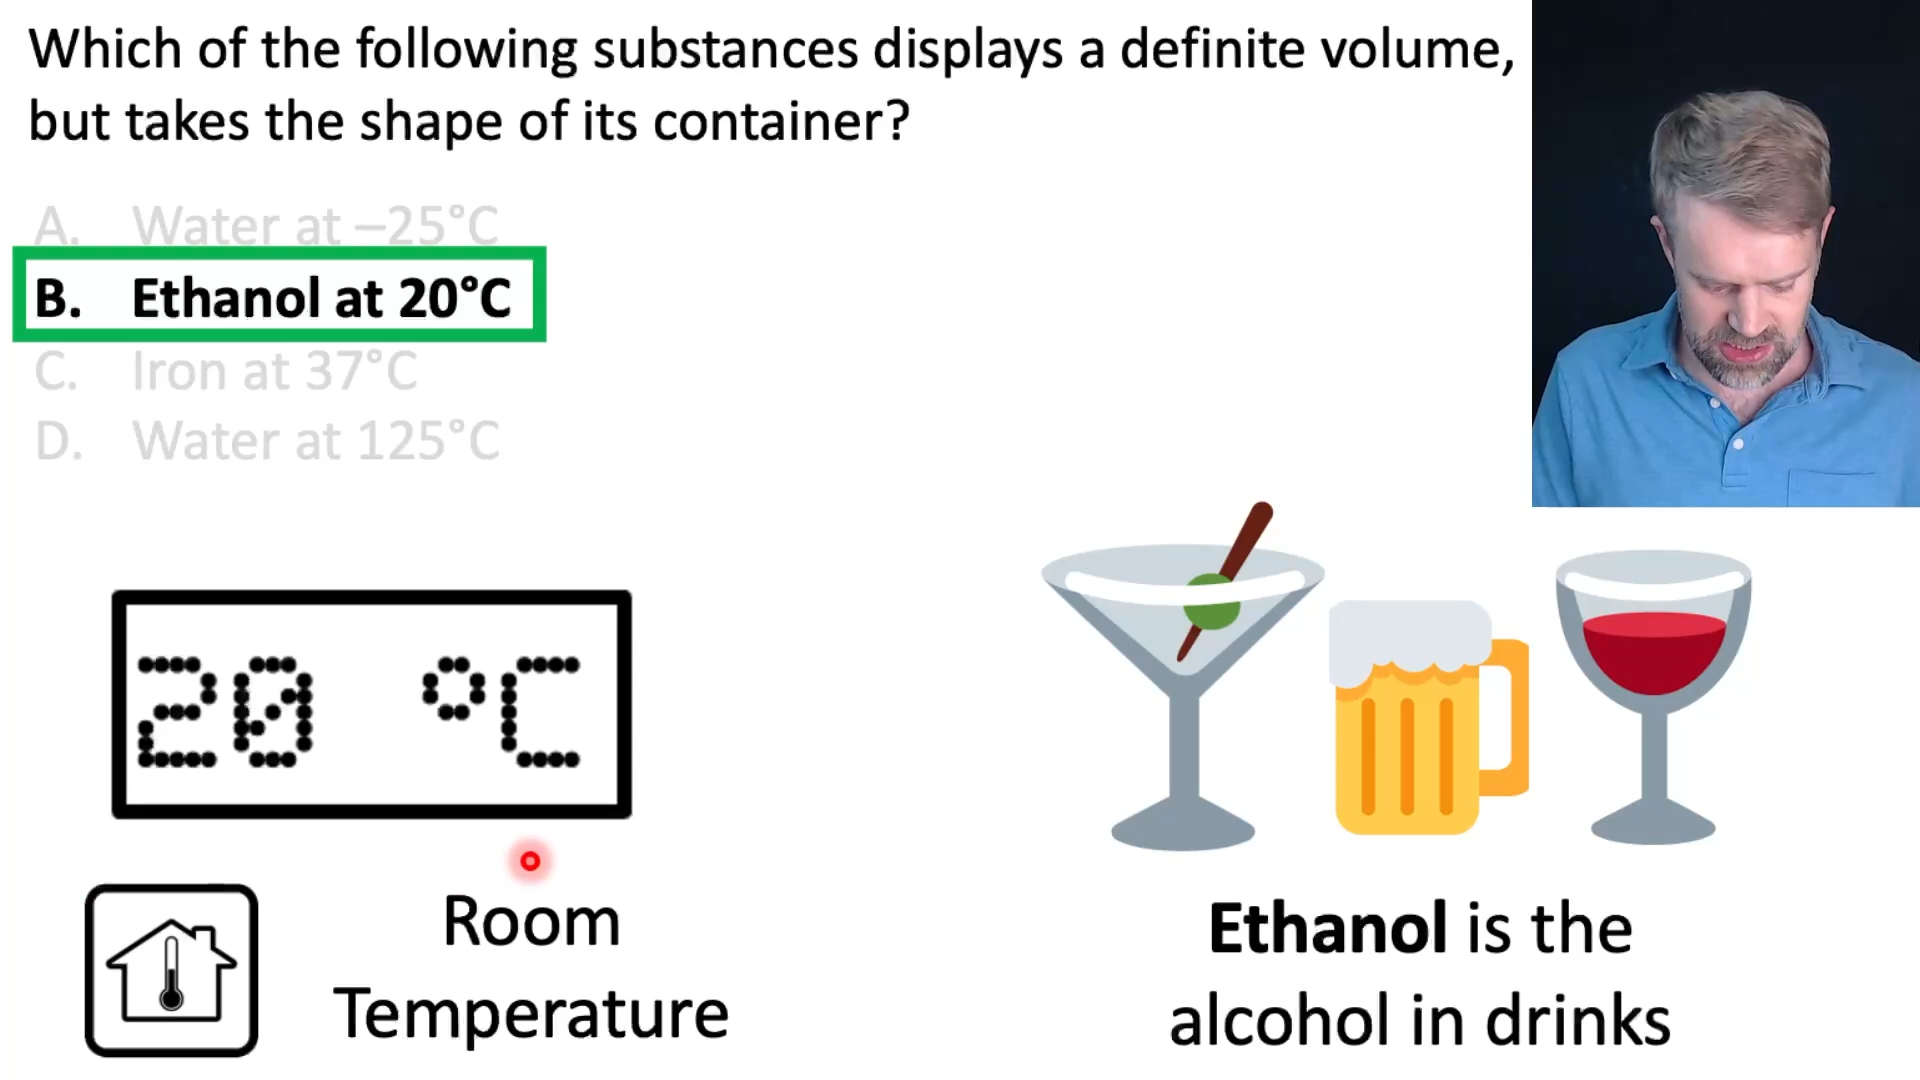 Which of the following substances displays a definite volume,
but takes the shape of its container?
A. Water at –25°C
B. Ethanol at 20°C
C. Iron at 37°C
D. Water at 125°C
20 °C
Room
Temperature
Ethanol is the
alcohol in drinks